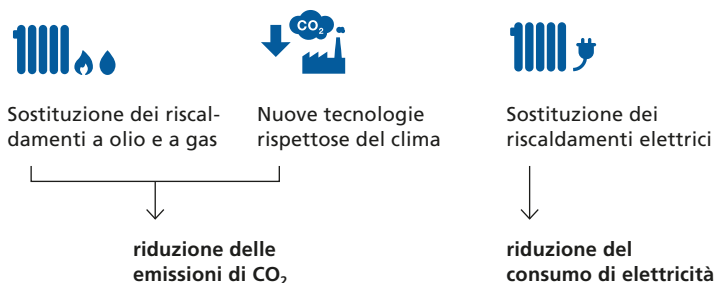 CO₂
Sostituzione dei riscal-
damenti a olio e a gas
Nuove tecnologie
rispettose del clima
Sostituzione dei
riscaldamenti elettrici
riduzione delle
emissioni di CO₂
riduzione del
consumo di elettricità